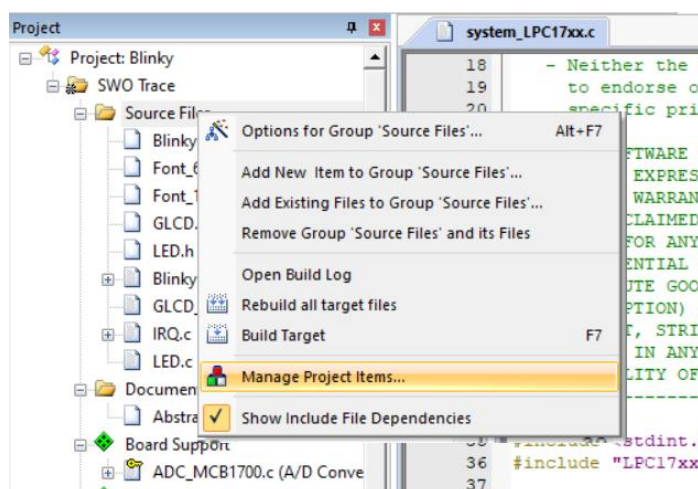 Project
system_LPC17xx.c
Project: Blinky
SWO Trace
Source Files
Blinky
Font_6
Font_1
GLCD.
LED.h
Blinky
GLCD_
IRQ.c
LED.c
Documen
Abstra
Board Support
ADC_MCB1700.c (A/D Conve
Options for Group 'Source Files'... Alt+F7
Add New Item to Group 'Source Files'...
Add Existing Files to Group 'Source Files'...
Remove Group 'Source Files' and its Files
Open Build Log
Rebuild all target files
Build Target F7
Manage Project Items...
Show Include File Dependencies
18 - Neither the
19 to endorse o
20 specific pri
FTWARE
EXPRES
WARRAN
CLAIMED
FOR ANY
ENTIAL
UTE GOO
PTION)
T, STRI
IN ANY
LITY OF
35 #include <stdint.
36 #include "LPC17xx
37